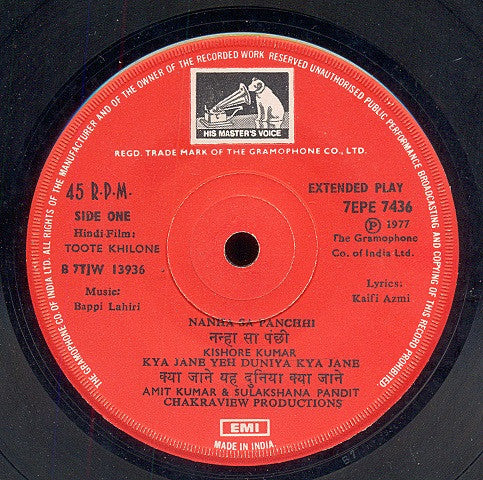 THE GRAMOPHONE CO. OF INDIA LTD. ALL RIGHTS OF THE MANUFACTURER AND OF THE OWNER OF THE RECORDED WORK RESERVED UNAUTHORISED PUBLIC PERFORMANCE BROADCASTING AND COPYING OF THIS RECORD PROHIBITED.
HIS MASTER'S VOICE
REGD. TRADE MARK OF THE GRAMOPHONE CO., LTD.
45 R·P·M·
SIDE ONE
Hindi-Film:
TOOTE KHILONE
B 7TJW 13936
Music:
Bappi Lahiri
EXTENDED PLAY
7EPE 7436
Ⓟ 1977
The Gramophone
Co. of India Ltd.
Lyrics:
Kaifi Azmi
NANHA SA PANCHHI
नन्हा सा पंछी
KISHORE KUMAR
KYA JANE YEH DUNIYA KYA JANE
क्या जाने यह दुनिया क्या जाने
AMIT KUMAR & SULAKSHANA PANDIT
CHAKRAVIEW PRODUCTIONS
EMI
MADE IN INDIA